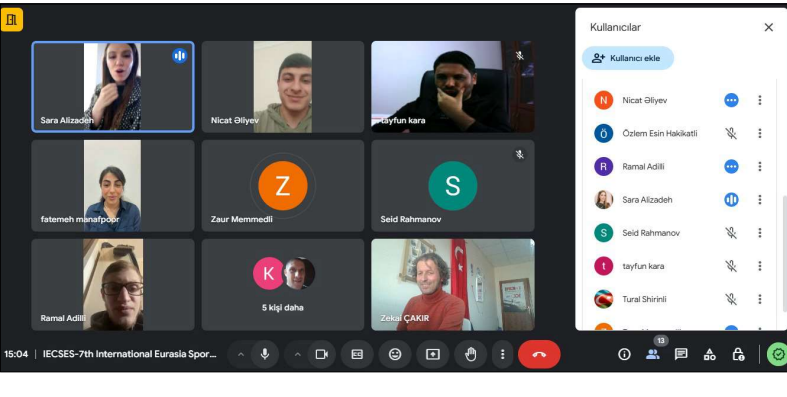 Kullanıcılar
Kullanıcı ekle
Sara Alizadeh
Nicat Əliyev
tayfun kara
fatemeh manafpoor
Z
Zaur Memmedli
S
Seid Rahmanov
Ramal Adilli
K
5 kişi daha
Zekai ÇAKIR
N
Nicat Əliyev
Ö
Özlem Esin Hakikatli
R
Ramal Adilli
Sara Alizadeh
S
Seid Rahmanov
t
tayfun kara
Tural Shirinli
15:04 | IECSES-7th International Eurasia Spor...
13